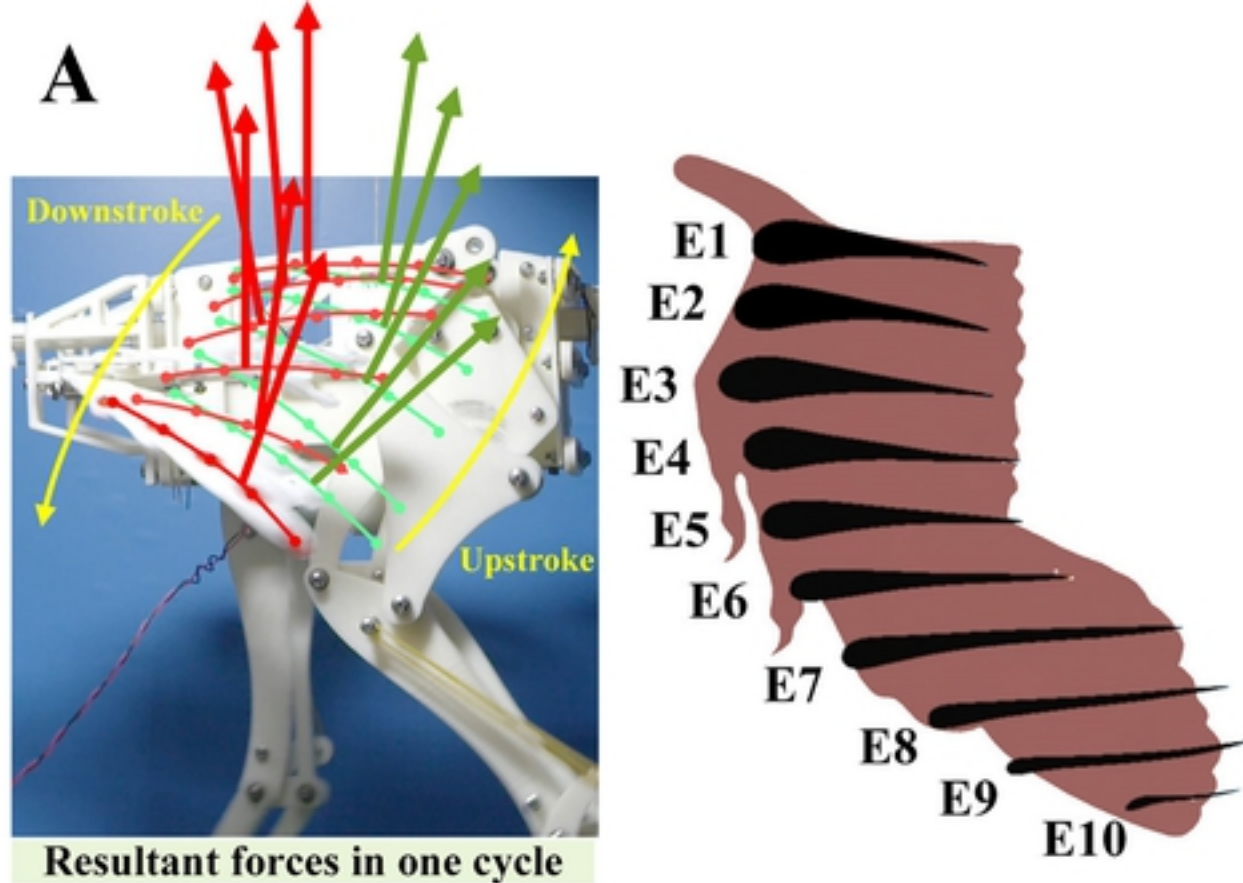 A
Downstroke
Upstroke
Resultant forces in one cycle
E1
E2
E3
E4
E5
E6
E7
E8
E9
E10